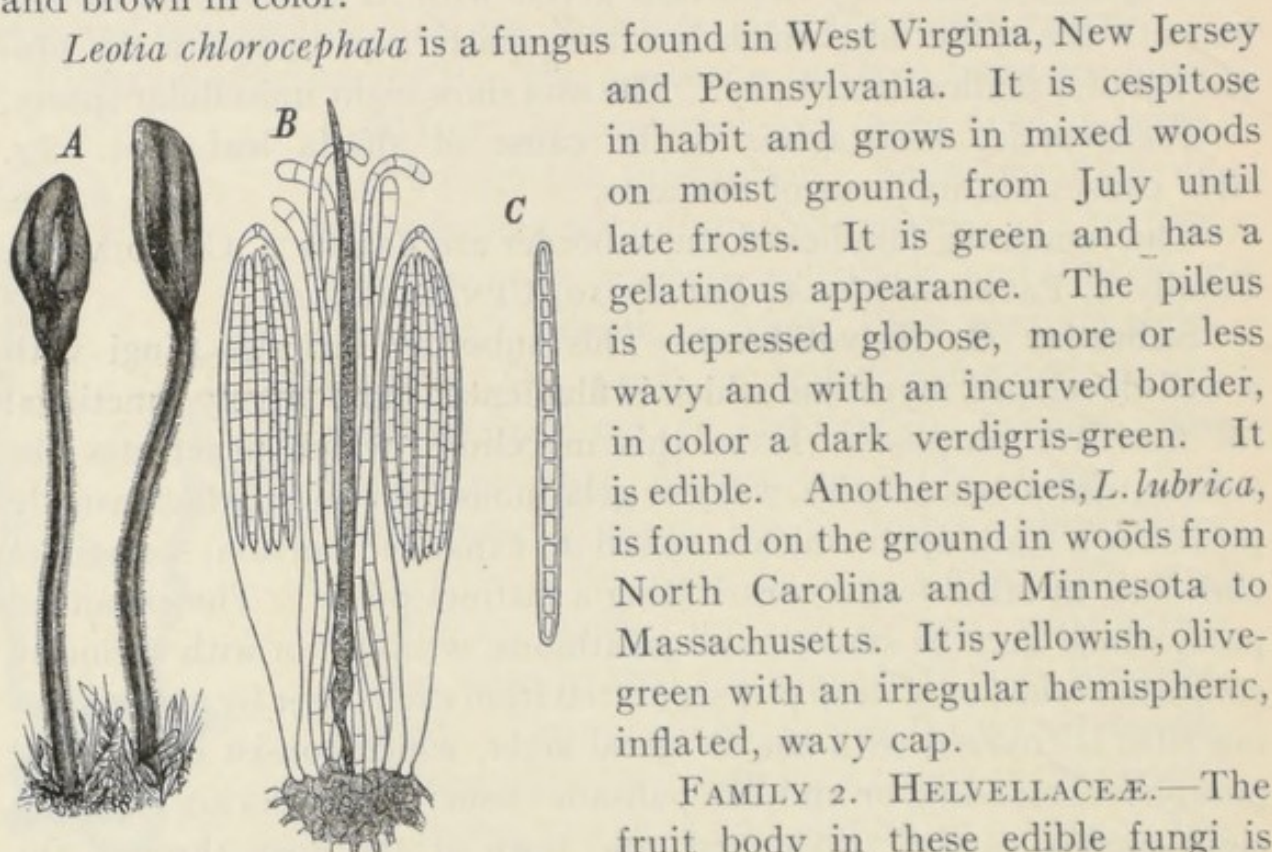 and brown in color.
Leotia chlorocephala is a fungus found in West Virginia, New Jersey
and Pennsylvania. It is cespitose
in habit and grows in mixed woods
on moist ground, from July until
late frosts. It is green and has a
gelatinous appearance. The pileus
is depressed globose, more or less
wavy and with an incurved border,
in color a dark verdigris-green. It
is edible. Another species, L. lubrica,
is found on the ground in woods from
North Carolina and Minnesota to
Massachusetts. It is yellowish, olive-
green with an irregular hemispheric,
inflated, wavy cap.
FAMILY 2. HELVELLACEÆ.—The
fruit body in these edible fungi is
A
B
C